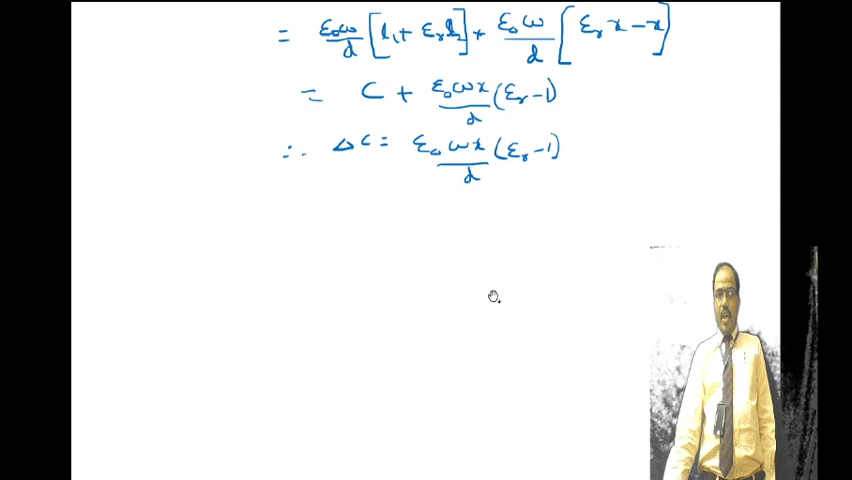 = ε₀ω/d [l₁ + εᵣl₂] + ε₀ω/d [εᵣx − x]
= C + ε₀ωx/d (εᵣ−1)
∴ ΔC = ε₀ωx/d (εᵣ−1)